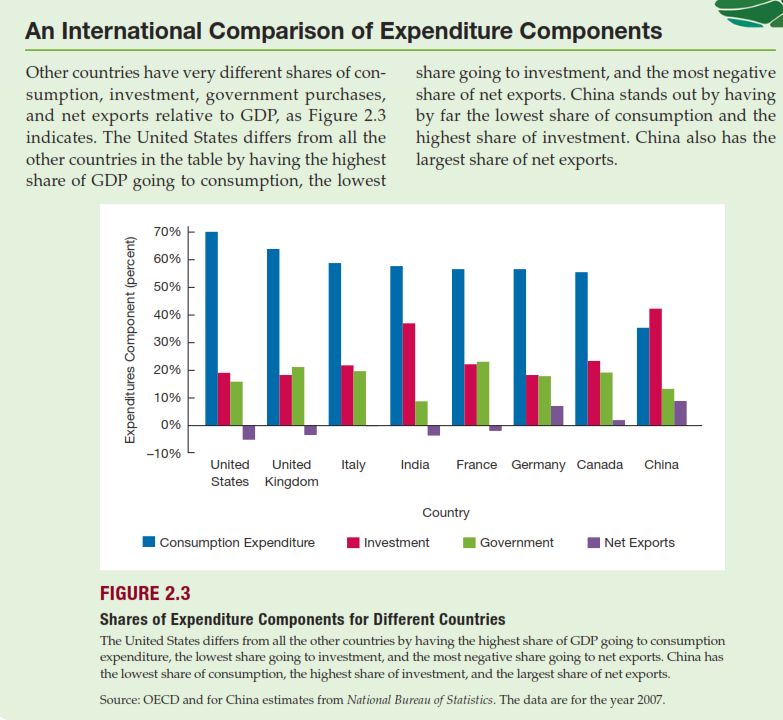 An International Comparison of Expenditure Components
Other countries have very different shares of con-
sumption, investment, government purchases,
and net exports relative to GDP, as Figure 2.3
indicates. The United States differs from all the
other countries in the table by having the highest
share of GDP going to consumption, the lowest
share going to investment, and the most negative
share of net exports. China stands out by having
by far the lowest share of consumption and the
highest share of investment. China also has the
largest share of net exports.
Expenditures Component (percent)
70%
60%
50%
40%
30%
20%
10%
0%
–10%
United States
United Kingdom
Italy
India
France
Germany
Canada
China
Country
Consumption Expenditure
Investment
Government
Net Exports
FIGURE 2.3
Shares of Expenditure Components for Different Countries
The United States differs from all the other countries by having the highest share of GDP going to consumption
expenditure, the lowest share going to investment, and the most negative share going to net exports. China has
the lowest share of consumption, the highest share of investment, and the largest share of net exports.
Source: OECD and for China estimates from National Bureau of Statistics. The data are for the year 2007.